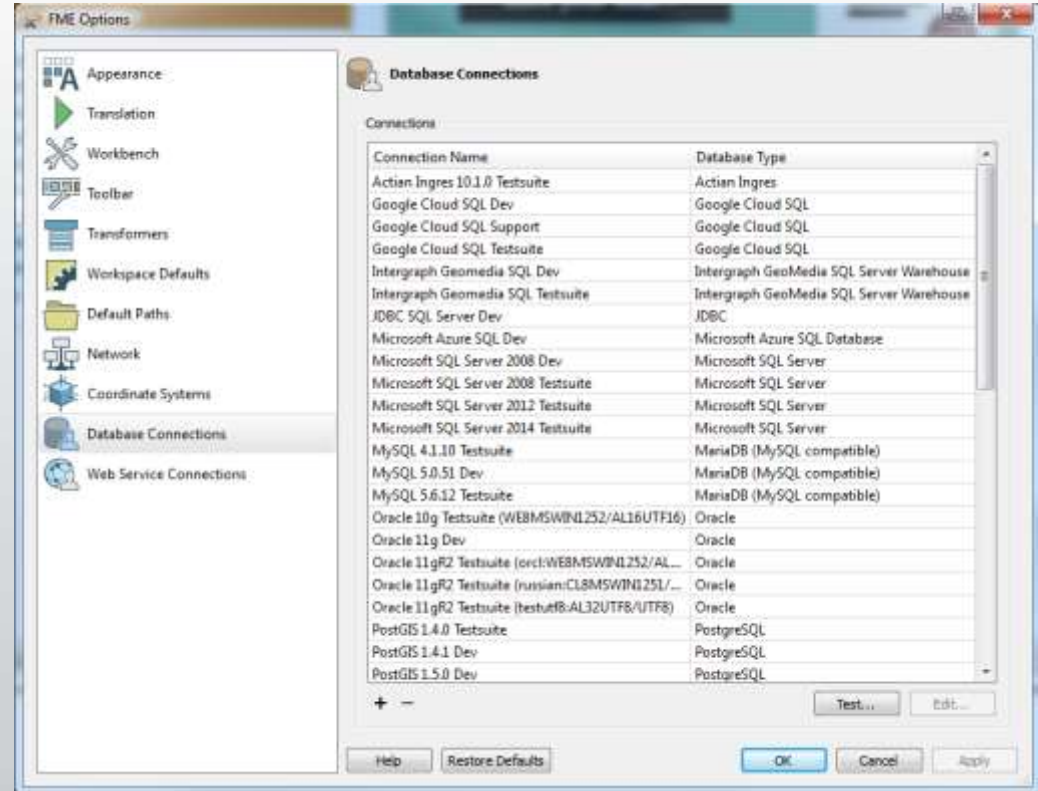 FME Options
Appearance
Translation
Workbench
Toolbar
Transformers
Workspace Defaults
Default Paths
Network
Coordinate Systems
Database Connections
Web Service Connections
Database Connections
Connections
Connection Name Database Type
Actian Ingres 10.1.0 Testsuite Actian Ingres
Google Cloud SQL Dev Google Cloud SQL
Google Cloud SQL Support Google Cloud SQL
Google Cloud SQL Testsuite Google Cloud SQL
Intergraph Geomedia SQL Dev Intergraph GeoMedia SQL Server Warehouse
Intergraph Geomedia SQL Testsuite Intergraph GeoMedia SQL Server Warehouse
JDBC SQL Server Dev JDBC
Microsoft Azure SQL Dev Microsoft Azure SQL Database
Microsoft SQL Server 2008 Dev Microsoft SQL Server
Microsoft SQL Server 2008 Testsuite Microsoft SQL Server
Microsoft SQL Server 2012 Testsuite Microsoft SQL Server
Microsoft SQL Server 2014 Testsuite Microsoft SQL Server
MySQL 4.1.10 Testsuite MariaDB (MySQL compatible)
MySQL 5.0.51 Dev MariaDB (MySQL compatible)
MySQL 5.6.12 Testsuite MariaDB (MySQL compatible)
Oracle 10g Testsuite (WE8MSWIN1252/AL16UTF16) Oracle
Oracle 11g Dev Oracle
Oracle 11gR2 Testsuite (orcl:WE8MSWIN1252/AL... Oracle
Oracle 11gR2 Testsuite (russian:CL8MSWIN1251/... Oracle
Oracle 11gR2 Testsuite (testutf8:AL32UTF8/UTF8) Oracle
PostGIS 1.4.0 Testsuite PostgreSQL
PostGIS 1.4.1 Dev PostgreSQL
PostGIS 1.5.0 Dev PostgreSQL
+ −
Test... Edit...
Help Restore Defaults OK Cancel Apply